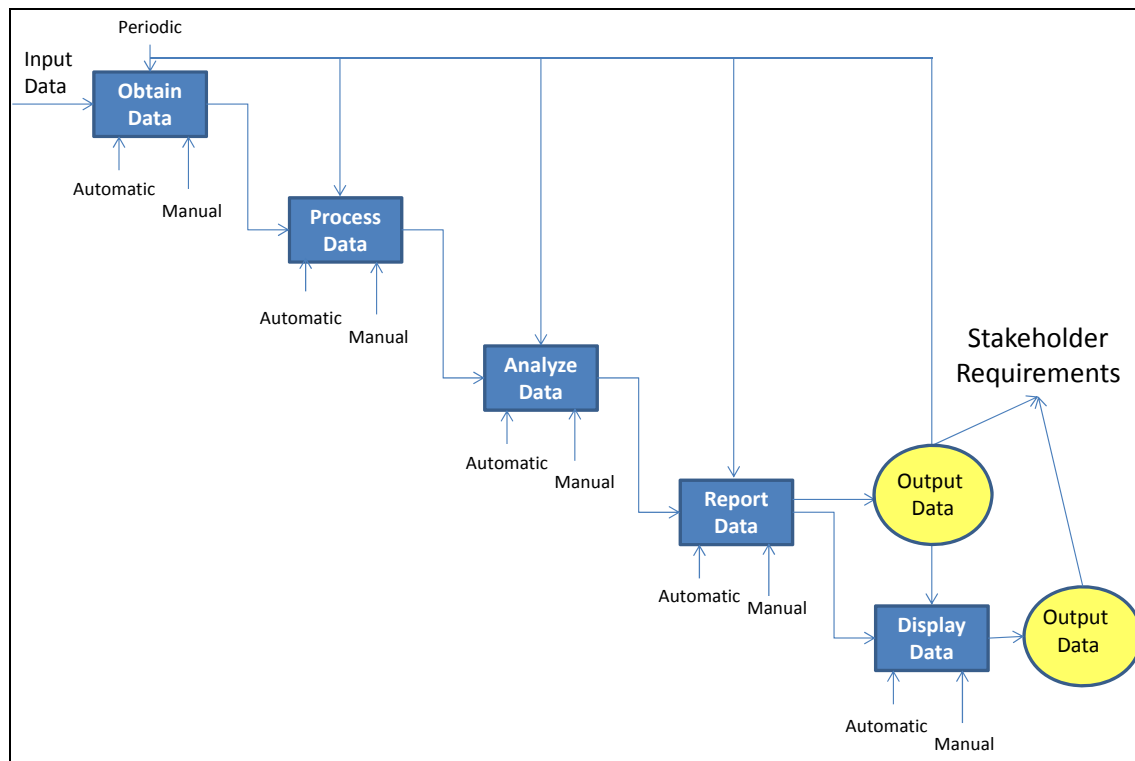 Periodic
Input
Data
Obtain
Data
Automatic
Manual
Process
Data
Automatic
Manual
Analyze
Data
Automatic
Manual
Stakeholder
Requirements
Report
Data
Output
Data
Automatic
Manual
Display
Data
Output
Data
Automatic
Manual